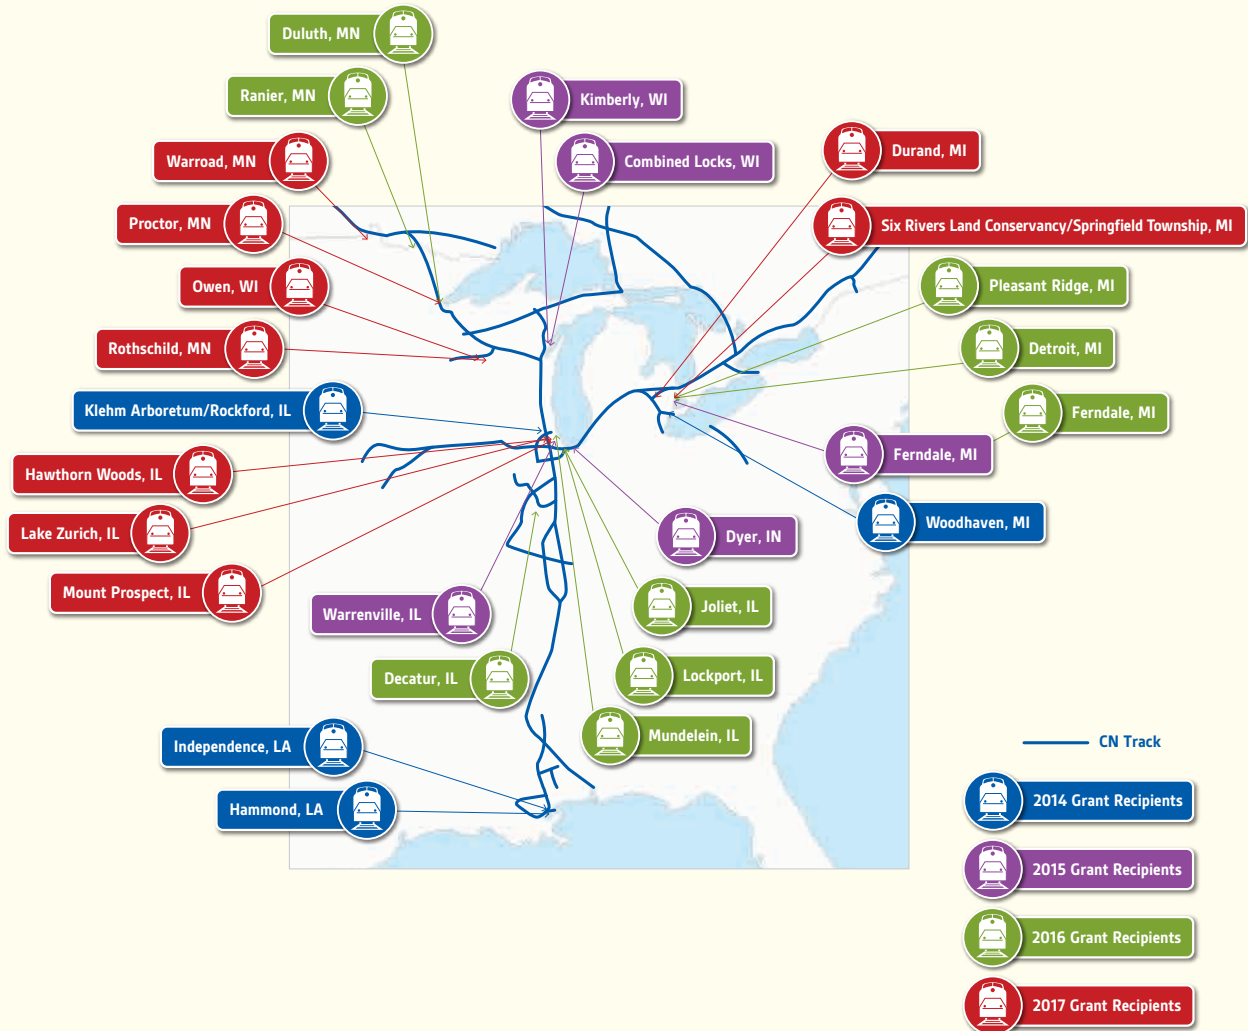 Duluth, MN
Ranier, MN
Kimberly, WI
Warroad, MN
Combined Locks, WI
Durand, MI
Proctor, MN
Six Rivers Land Conservancy/Springfield Township, MI
Owen, WI
Pleasant Ridge, MI
Rothschild, MN
Detroit, MI
Klehm Arboretum/Rockford, IL
Ferndale, MI
Hawthorn Woods, IL
Ferndale, MI
Lake Zurich, IL
Woodhaven, MI
Dyer, IN
Mount Prospect, IL
Warrenville, IL
Joliet, IL
Decatur, IL
Lockport, IL
Mundelein, IL
Independence, LA
Hammond, LA
CN Track
2014 Grant Recipients
2015 Grant Recipients
2016 Grant Recipients
2017 Grant Recipients